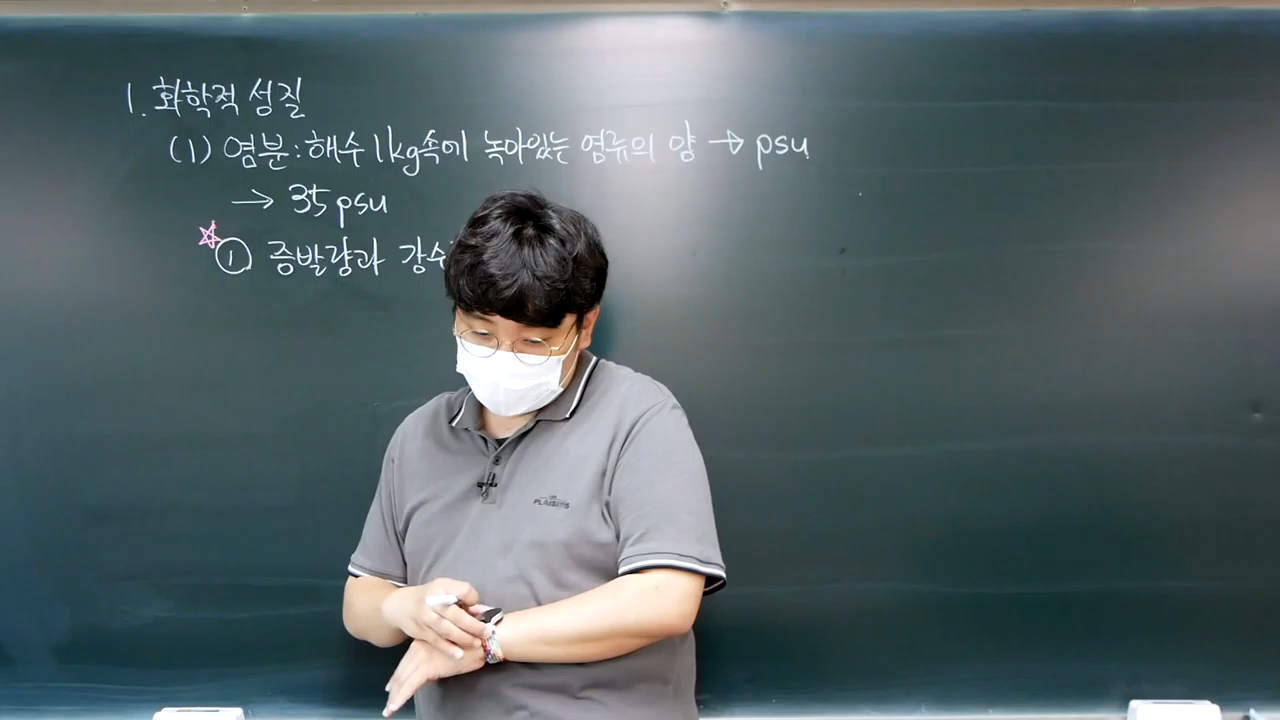 1. 화학적 성질
(1) 염분 : 해수 1kg속에 녹아있는 염류의 양 → psu
→ 35 psu
☆ ① 증발량과 강수
PLAISIRS